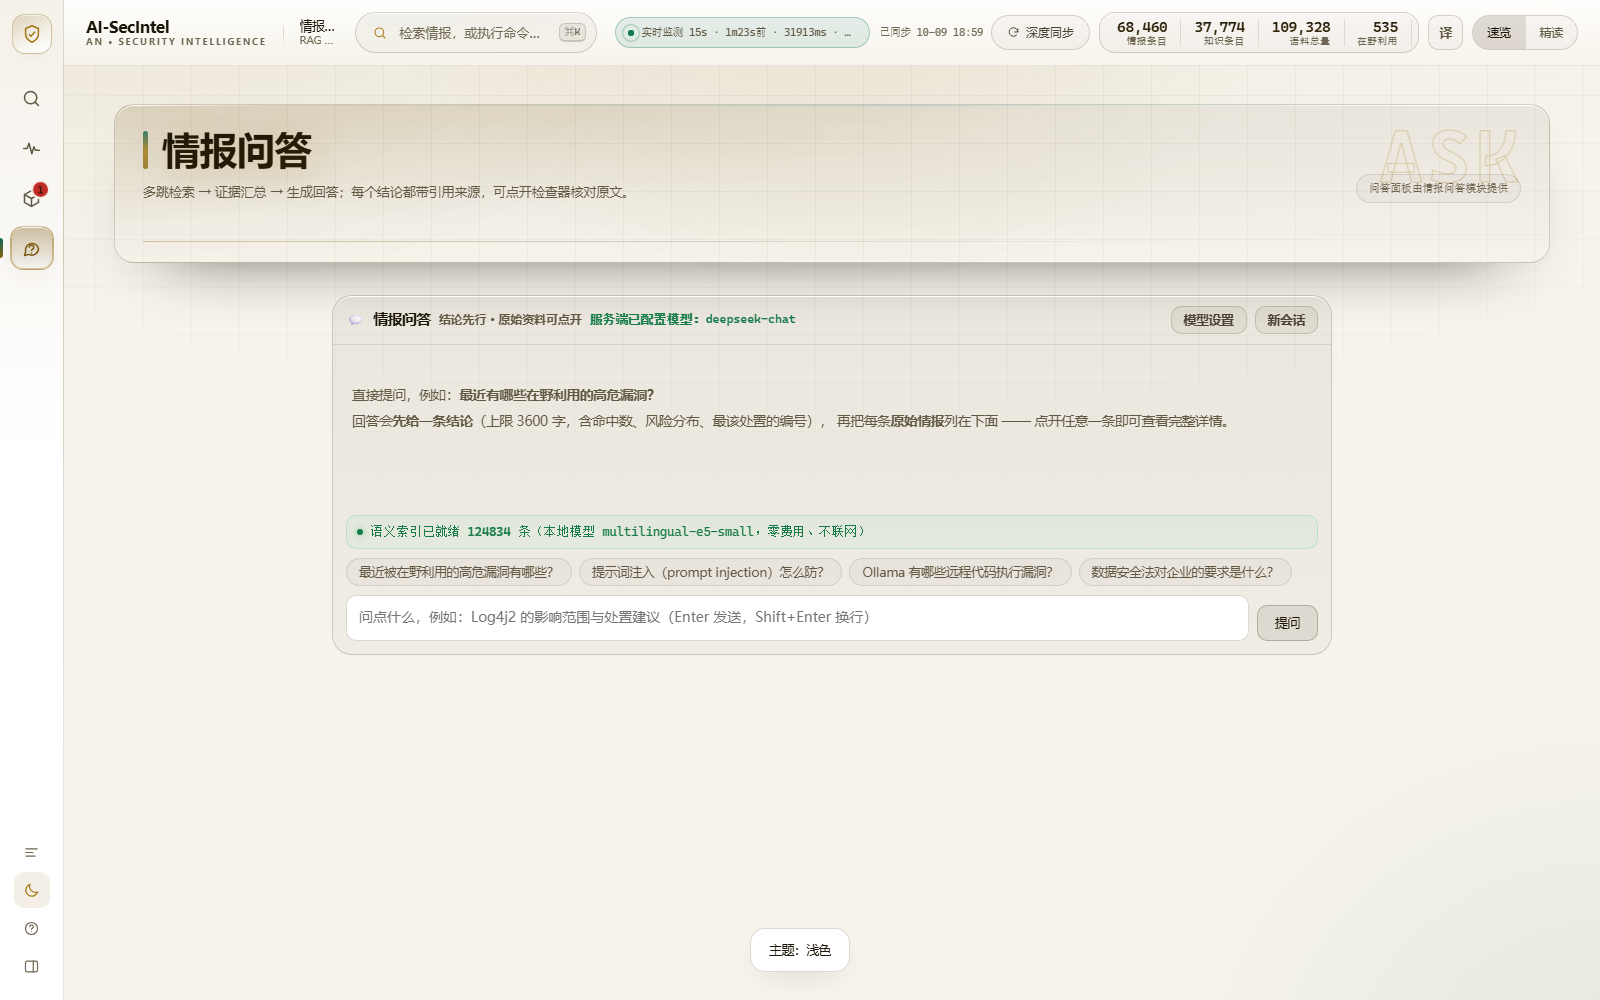 AI-SecIntel
AN • SECURITY INTELLIGENCE
情报...
RAG ...
检索情报，或执行命令...
⌘K
实时监测 15s · 1m23s前 · 31913ms · …
已同步 10-09 18:59
深度同步
68,460
情报条目
37,774
知识条目
109,328
语料总量
535
在野利用
译
速览
精读
1
情报问答
多跳检索 → 证据汇总 → 生成回答；每个结论都带引用来源，可点开检查器核对原文。
ASK
问答面板由情报问答模块提供
情报问答 结论先行 • 原始资料可点开 服务端已配置模型：deepseek-chat
模型设置
新会话
直接提问，例如：最近有哪些在野利用的高危漏洞？
回答会先给一条结论（上限 3600 字，含命中数、风险分布、最该处置的编号）， 再把每条原始情报列在下面 —— 点开任意一条即可查看完整详情。
语义索引已就绪 124834 条（本地模型 multilingual-e5-small，零费用、不联网）
最近被在野利用的高危漏洞有哪些？
提示词注入（prompt injection）怎么防？
Ollama 有哪些远程代码执行漏洞？
数据安全法对企业的要求是什么？
问点什么，例如：Log4j2 的影响范围与处置建议（Enter 发送，Shift+Enter 换行）
提问
主题：浅色